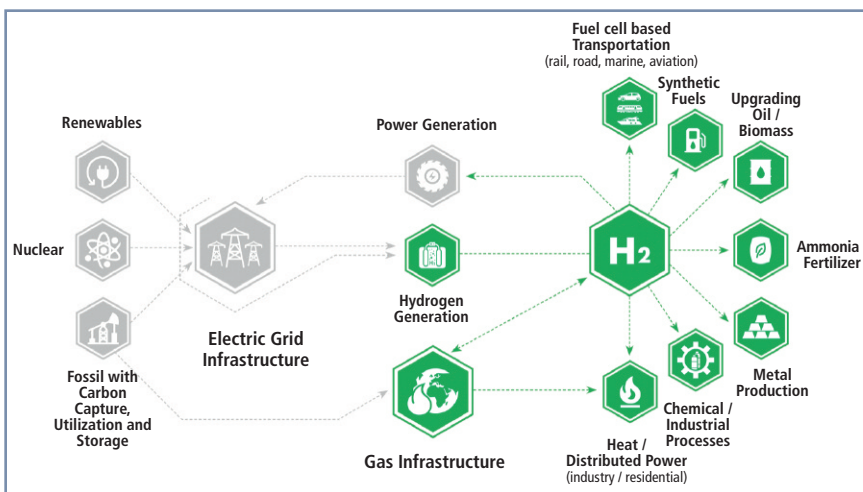 Fuel cell based
Transportation
(rail, road, marine, aviation)
Synthetic
Fuels
Upgrading
Oil /
Biomass
Renewables
Power Generation
Nuclear
H2
Ammonia
Fertilizer
Hydrogen
Generation
Electric Grid
Infrastructure
Fossil with
Carbon
Capture,
Utilization and
Storage
Metal
Production
Chemical /
Industrial
Processes
Gas Infrastructure
Heat /
Distributed Power
(industry / residential)